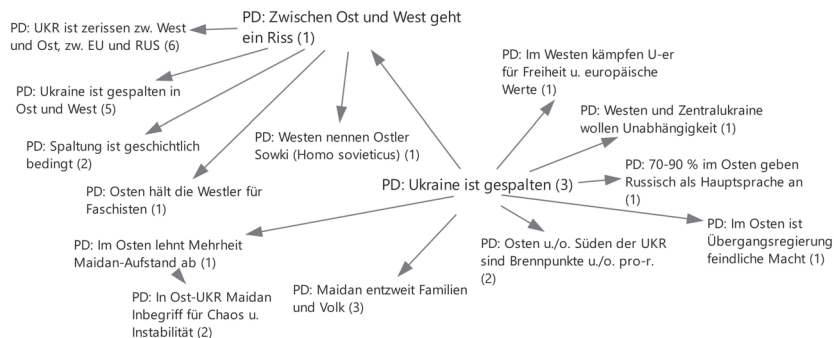 PD: UKR ist zerissen zw. West
und Ost, zw. EU und RUS (6)
PD: Zwischen Ost und West geht
ein Riss (1)
PD: Im Westen kämpfen U-er
für Freiheit u. europäische
Werte (1)
PD: Ukraine ist gespalten in
Ost und West (5)
PD: Westen und Zentralukraine
wollen Unabhängigkeit (1)
PD: Spaltung ist geschichtlich
bedingt (2)
PD: Westen nennen Ostler
Sowki (Homo sovieticus) (1)
PD: 70-90 % im Osten geben
Russisch als Hauptsprache an
(1)
PD: Osten hält die Westler für
Faschisten (1)
PD: Ukraine ist gespalten (3)
PD: Im Osten ist
Übergangsregierung
feindliche Macht (1)
PD: Im Osten lehnt Mehrheit
Maidan-Aufstand ab (1)
PD: Osten u./o. Süden der UKR
sind Brennpunkte u./o. pro-r.
(2)
PD: Maidan entzweit Familien
und Volk (3)
PD: In Ost-UKR Maidan
Inbegriff für Chaos u.
Instabilität (2)